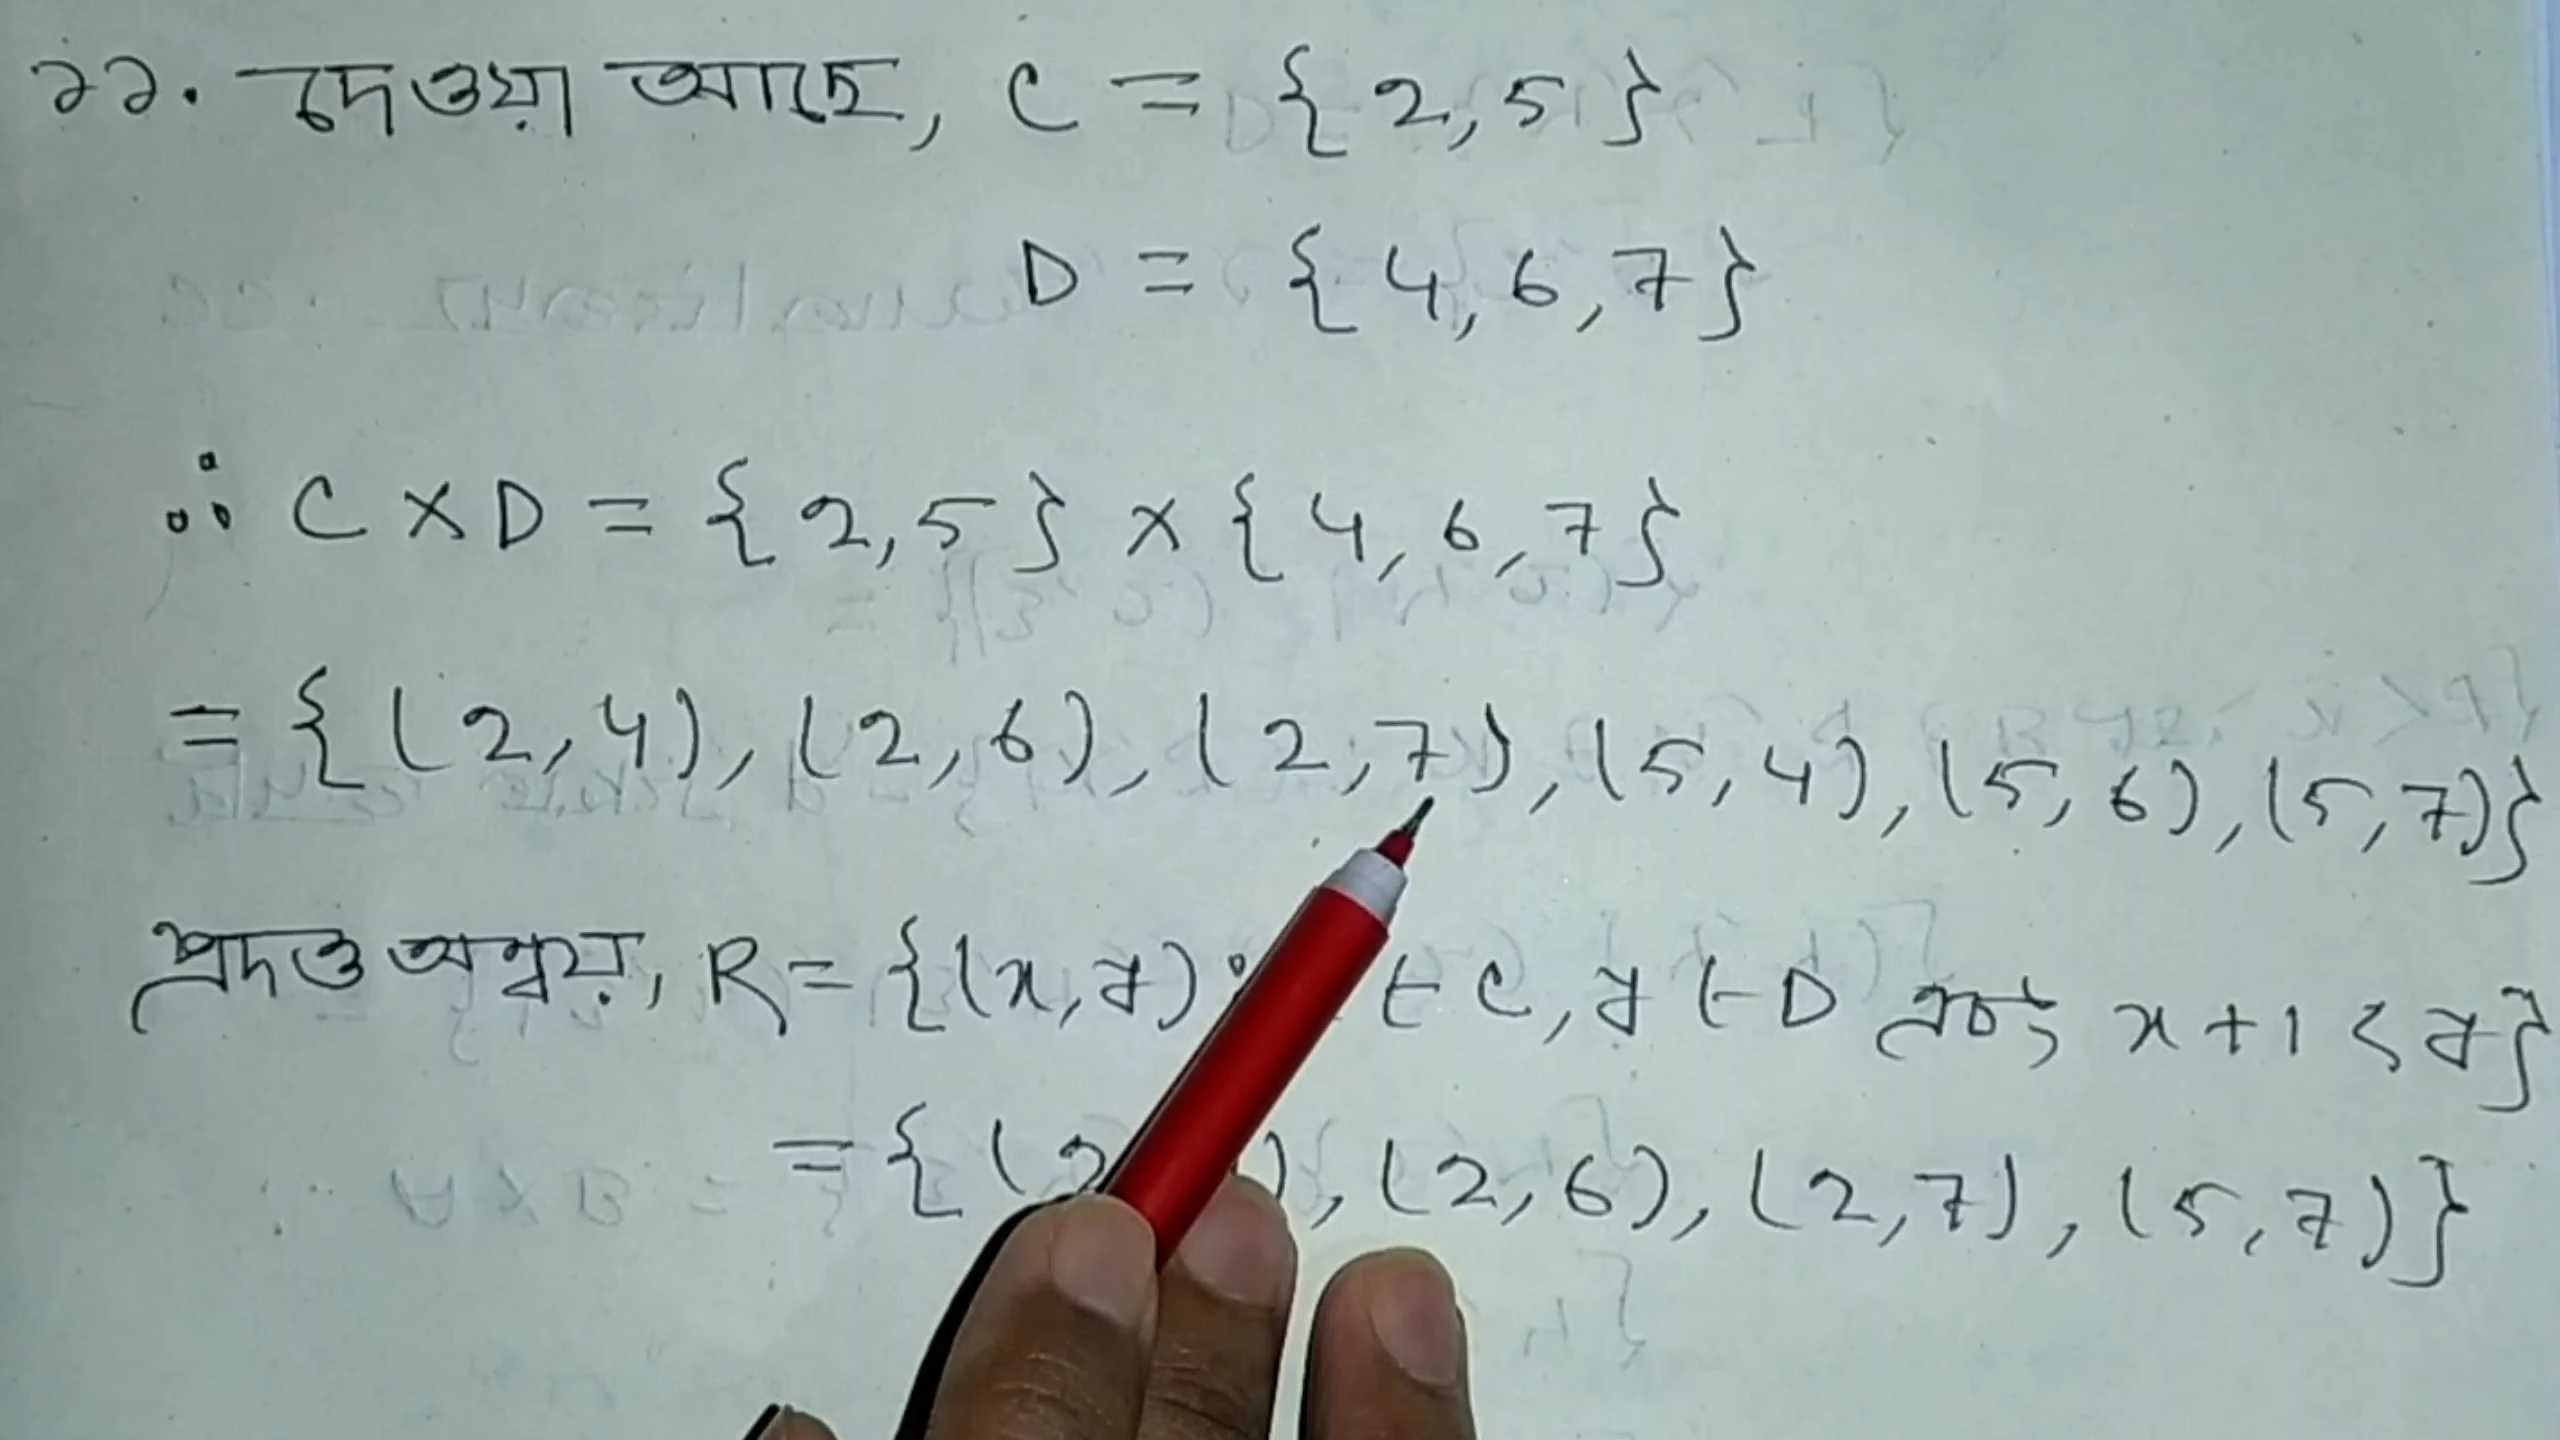 ২২. দেওয়া আছে, C = {2,5}
D = {4,6,7}
∴ C×D = {2,5} × {4,6,7}
= {(2,4), (2,6), (2,7), (5,4), (5,6), (5,7)}
প্রদত্ত অন্বয়, R = {(x,y) : ∈ C, y ∈ D এবং x+1 < y}
= {(2 ), (2,6), (2,7), (5,7)}